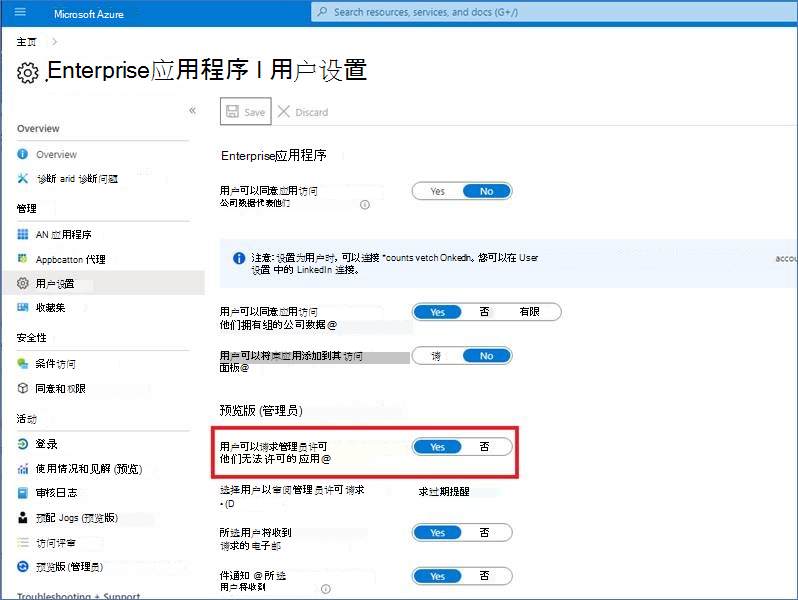 Microsoft Azure
Search resources, services, and docs (G+/)
主页
Enterprise应用程序 | 用户设置
Save
Discard
Overview
Overview
诊断 arid 诊断问题
管理
AN 应用程序
Appbcatton 代理
用户设置
收藏集
安全性
条件访问
同意和权限
活动
登录
使用情况和见解 (预览)
审核日志
预配 Jogs (预览版)
访问评审
预览版 (管理员)
Troubleshooting + Support
Enterprise应用程序
用户可以同意应用访问
公司数据代表他们
Yes No
注意: 设置为用户时, 可以连接 *counts vetch Onkedln。您可以在 User
设置 中的 LinkedIn 连接。
accou
用户可以同意应用访问
他们拥有组的公司数据@
Yes 否 有限
用户可以将库应用添加到其访问
面板@
请 No
预览版 (管理员)
用户可以请求管理员许可
他们无法许可的应用@
Yes 否
选择用户以审阅管理员许可请求
• (D
求过期提醒
所选用户将收到
请求的电子邮
Yes 否
件通知 @所选
用户将收到
Yes 否